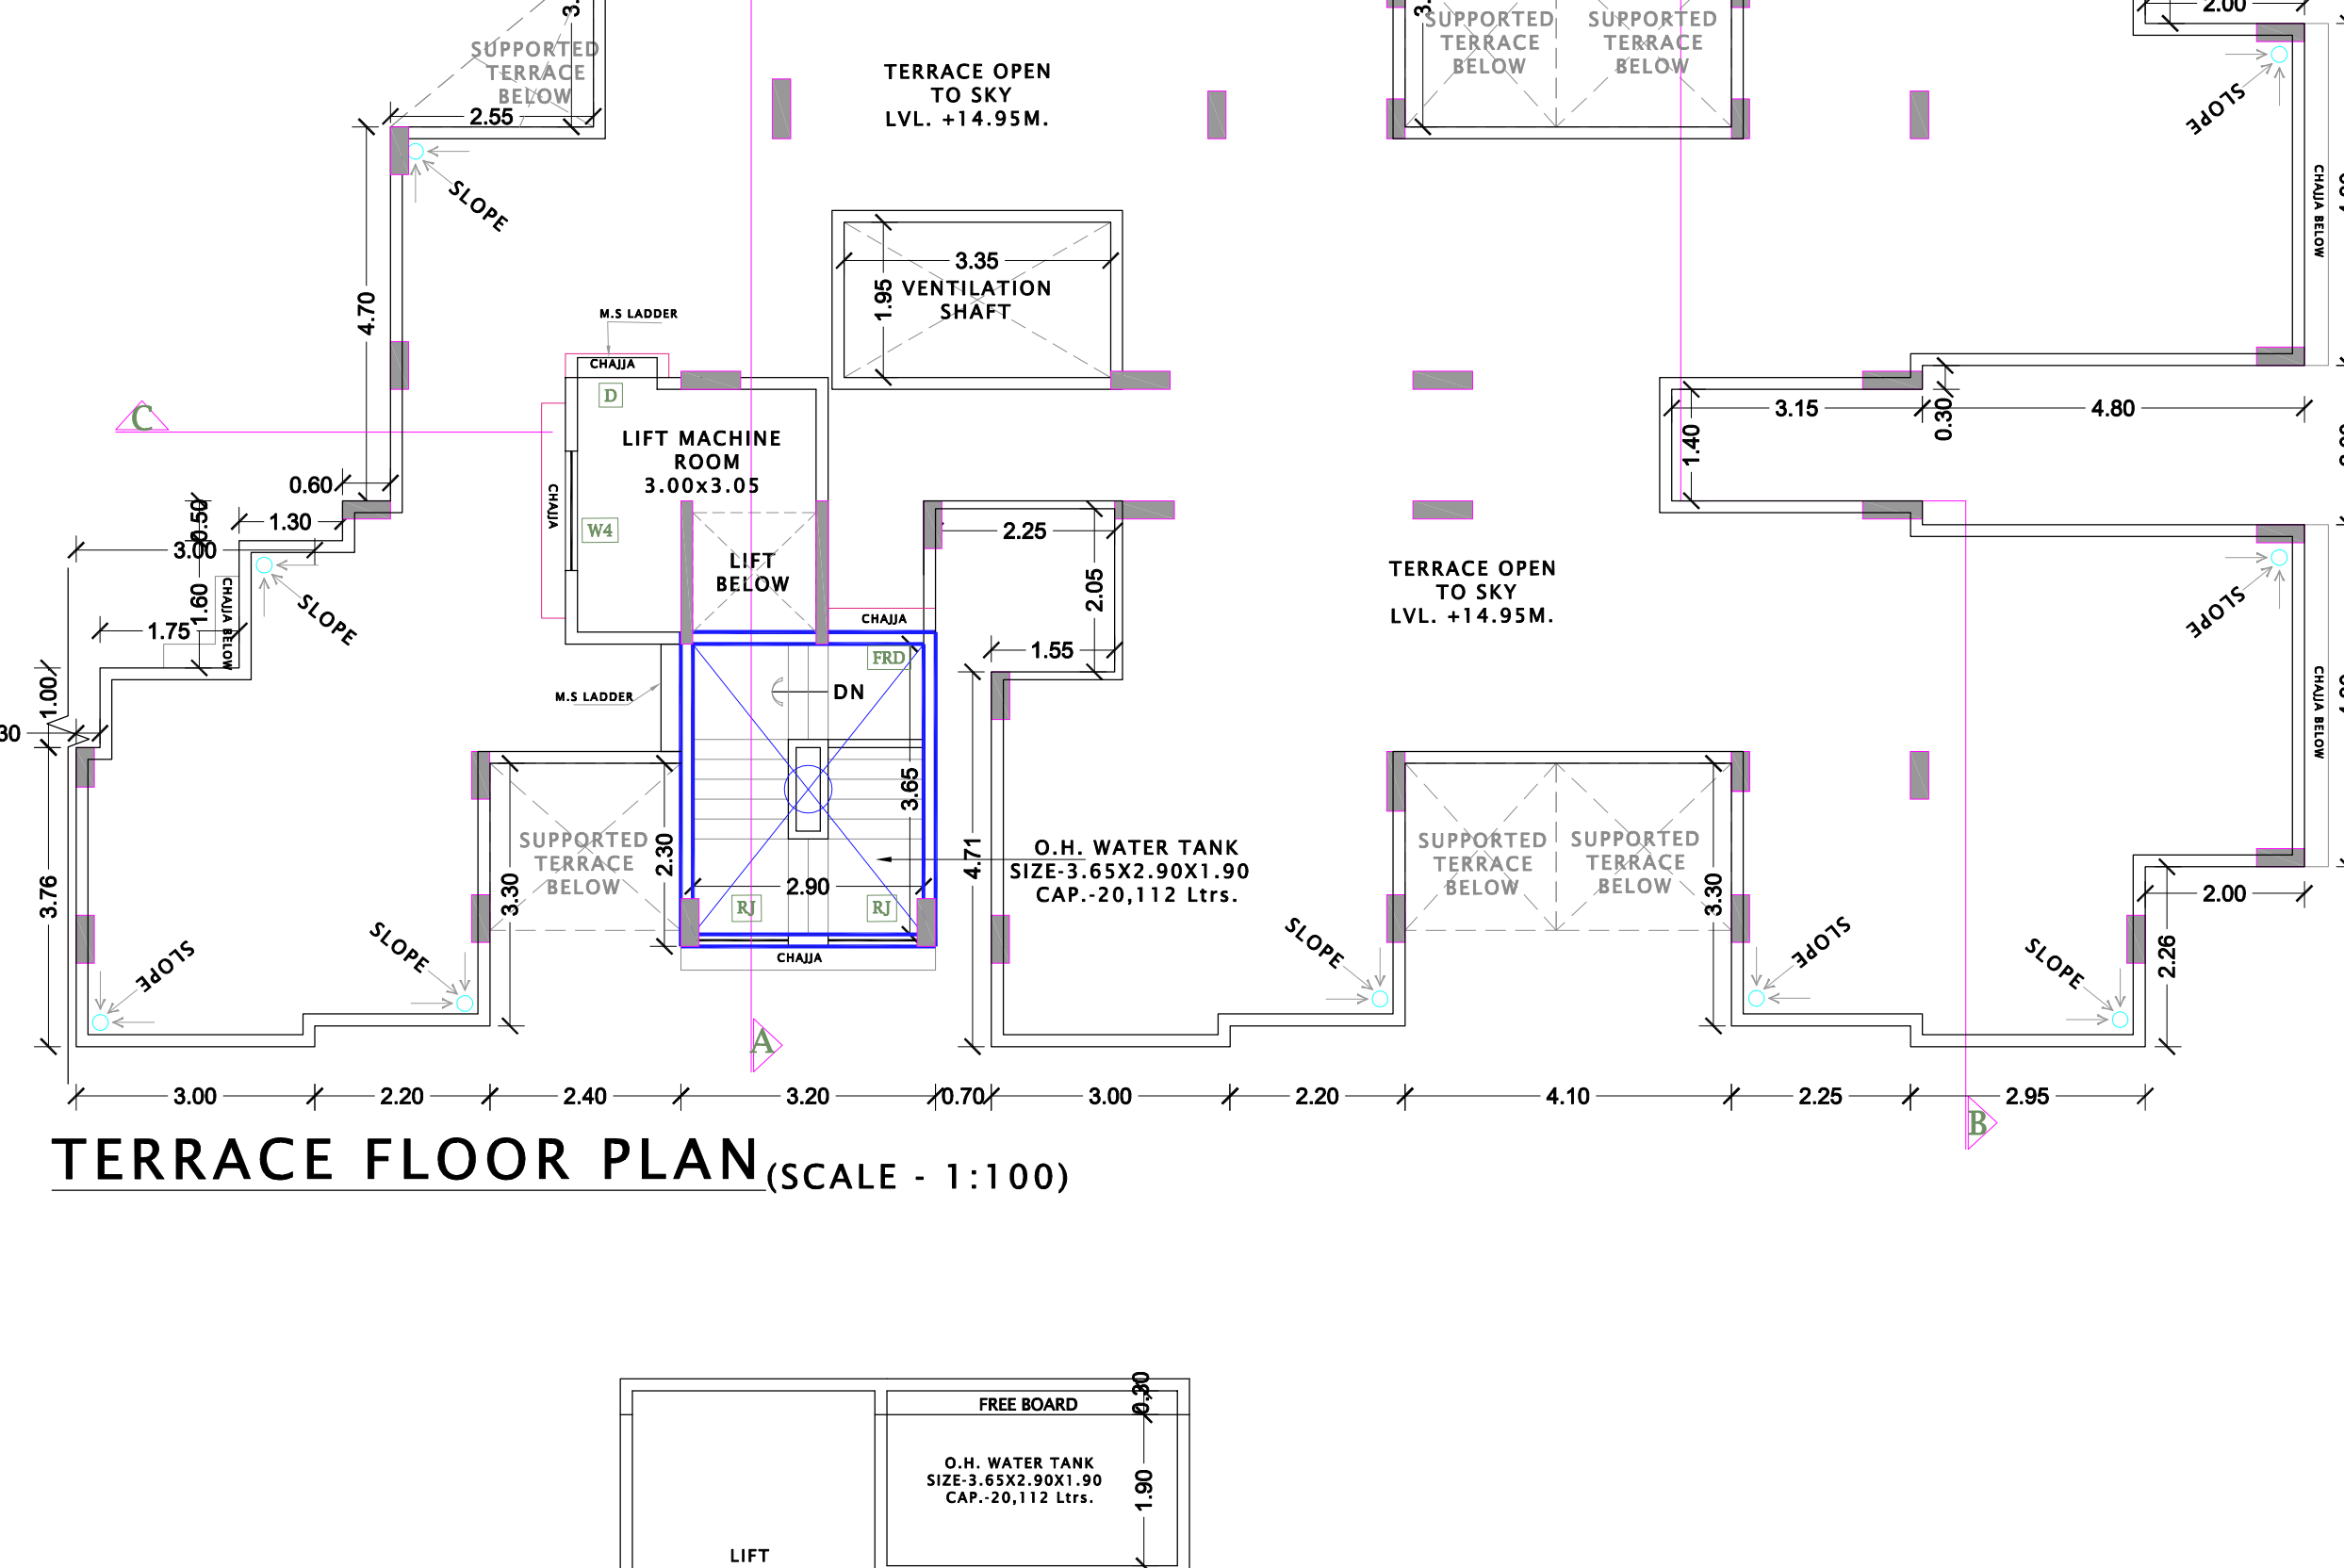 2.00
SUPPORTED
TERRACE
BELOW
2.55
TERRACE OPEN
TO SKY
LVL. +14.95M.
SUPPORTED
TERRACE
BELOW
SUPPORTED
TERRACE
BELOW
SLOPE
SLOPE
CHAJJA BELOW
4.70
3.35
1.95
VENTILATION
SHAFT
M.S LADDER
CHAJJA
D
C
LIFT MACHINE
ROOM
3.00x3.05
CHAJJA
W4
3.15
4.80
0.30
1.40
0.60
0.50
1.30
3.00
1.60
CHAJJA BELOW
SLOPE
1.75
1.00
LIFT
BELOW
2.25
2.05
1.55
CHAJJA
TERRACE OPEN
TO SKY
LVL. +14.95M.
SLOPE
CHAJJA BELOW
FRD
DN
M.S LADDER
30
3.65
2.90
RJ
RJ
CHAJJA
SUPPORTED
TERRACE
BELOW
2.30
3.30
3.76
4.71
O.H. WATER TANK
SIZE-3.65X2.90X1.90
CAP.-20,112 Ltrs.
SUPPORTED
TERRACE
BELOW
SUPPORTED
TERRACE
BELOW
3.30
2.00
2.26
SLOPE
SLOPE
SLOPE
SLOPE
SLOPE
A
3.00
2.20
2.40
3.20
0.70
3.00
2.20
4.10
2.25
2.95
B
TERRACE FLOOR PLAN (SCALE - 1:100)
FREE BOARD
0.30
O.H. WATER TANK
SIZE-3.65X2.90X1.90
CAP.-20,112 Ltrs.
1.90
LIFT